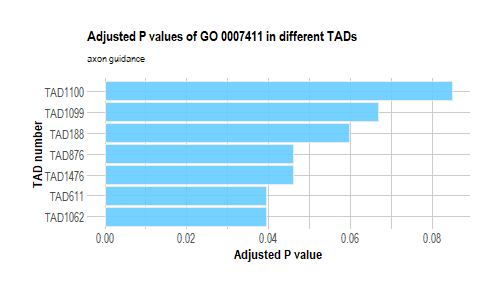 Adjusted P values of GO 0007411 in different TADs
axon guidance
TAD number
TAD1100
TAD1099
TAD188
TAD876
TAD1476
TAD611
TAD1062
0.00 0.02 0.04 0.06 0.08
Adjusted P value